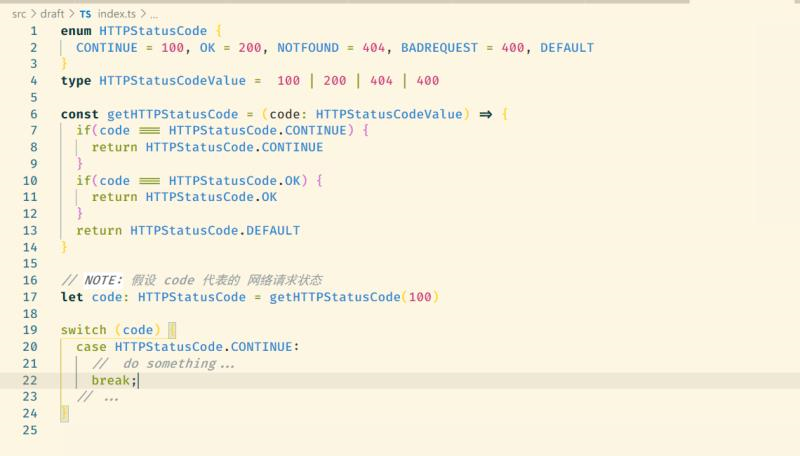 src > draft > TS index.ts > ...
1 enum HTTPStatusCode {
2 CONTINUE = 100, OK = 200, NOTFOUND = 404, BADREQUEST = 400, DEFAULT
3 }
4 type HTTPStatusCodeValue = 100 | 200 | 404 | 400
5
6 const getHTTPStatusCode = (code: HTTPStatusCodeValue) => {
7 if(code === HTTPStatusCode.CONTINUE) {
8 return HTTPStatusCode.CONTINUE
9 }
10 if(code === HTTPStatusCode.OK) {
11 return HTTPStatusCode.OK
12 }
13 return HTTPStatusCode.DEFAULT
14 }
15
16 // NOTE: 假设 code 代表的 网络请求状态
17 let code: HTTPStatusCode = getHTTPStatusCode(100)
18
19 switch (code) {
20 case HTTPStatusCode.CONTINUE:
21 // do something...
22 break;
23 // ...
24 }
25